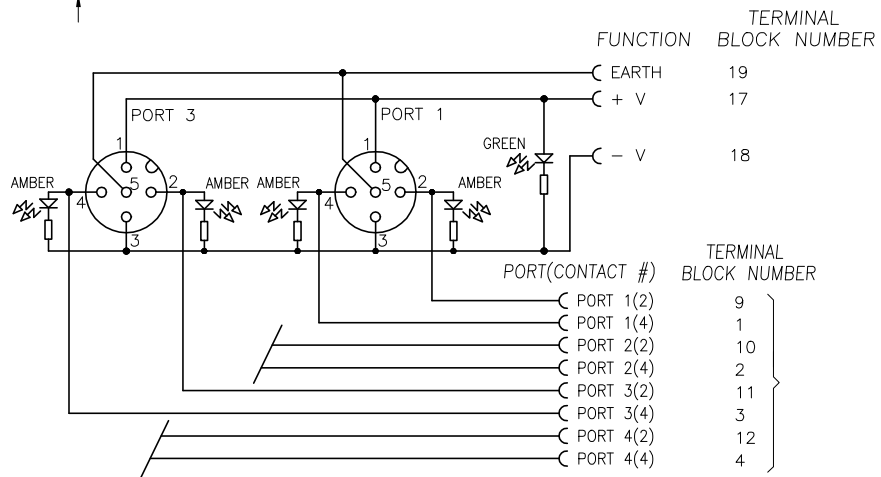 TERMINAL
FUNCTION BLOCK NUMBER
EARTH 19
+ V 17
PORT 3 PORT 1
1 1
GREEN
- V 18
AMBER 4 5 2 AMBER AMBER 4 5 2 AMBER
3 3
TERMINAL
PORT(CONTACT #) BLOCK NUMBER
PORT 1(2) 9
PORT 1(4) 1
PORT 2(2) 10
PORT 2(4) 2
PORT 3(2) 11
PORT 3(4) 3
PORT 4(2) 12
PORT 4(4) 4